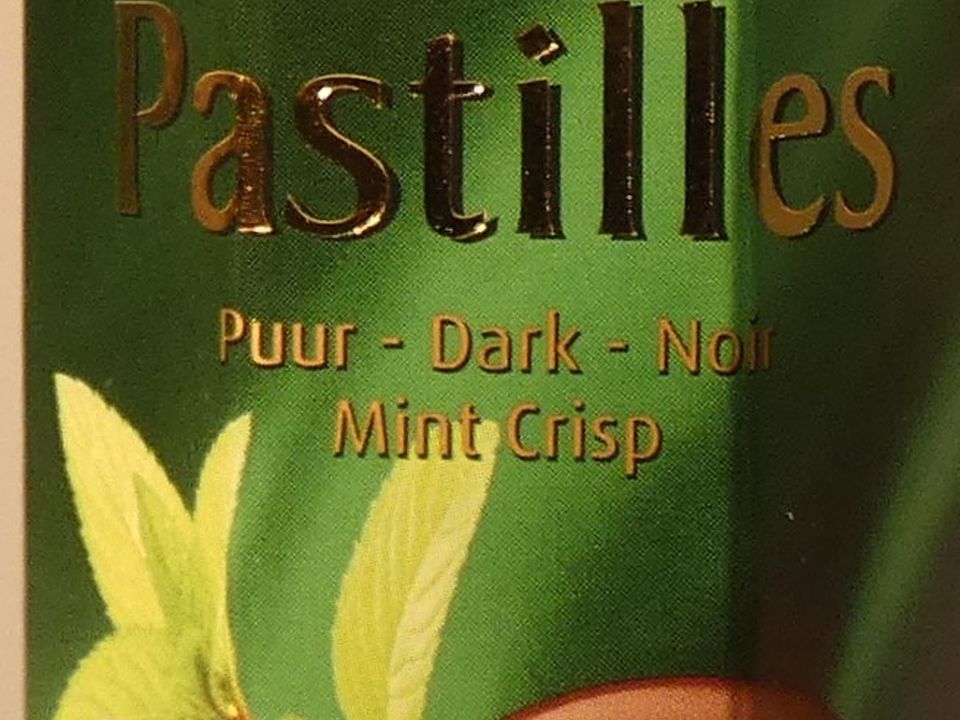 Pastilles
Puur - Dark - Noir
Mint Crisp